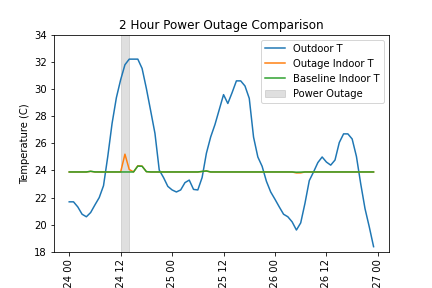 2 Hour Power Outage Comparison
Temperature (C)
34
32
30
28
26
24
22
20
18
Outdoor T
Outage Indoor T
Baseline Indoor T
Power Outage
24 00
24 12
25 00
25 12
26 00
26 12
27 00